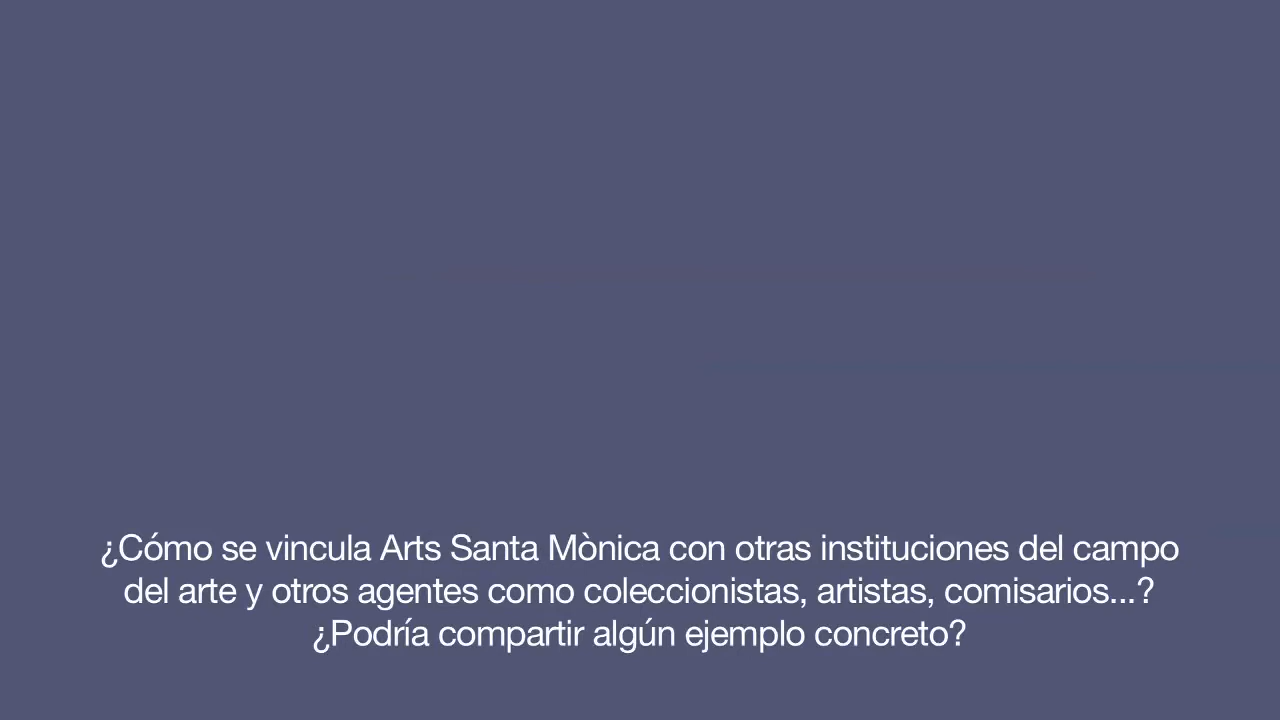 ¿Cómo se vincula Arts Santa Mònica con otras instituciones del campo
del arte y otros agentes como coleccionistas, artistas, comisarios...?
¿Podría compartir algún ejemplo concreto?